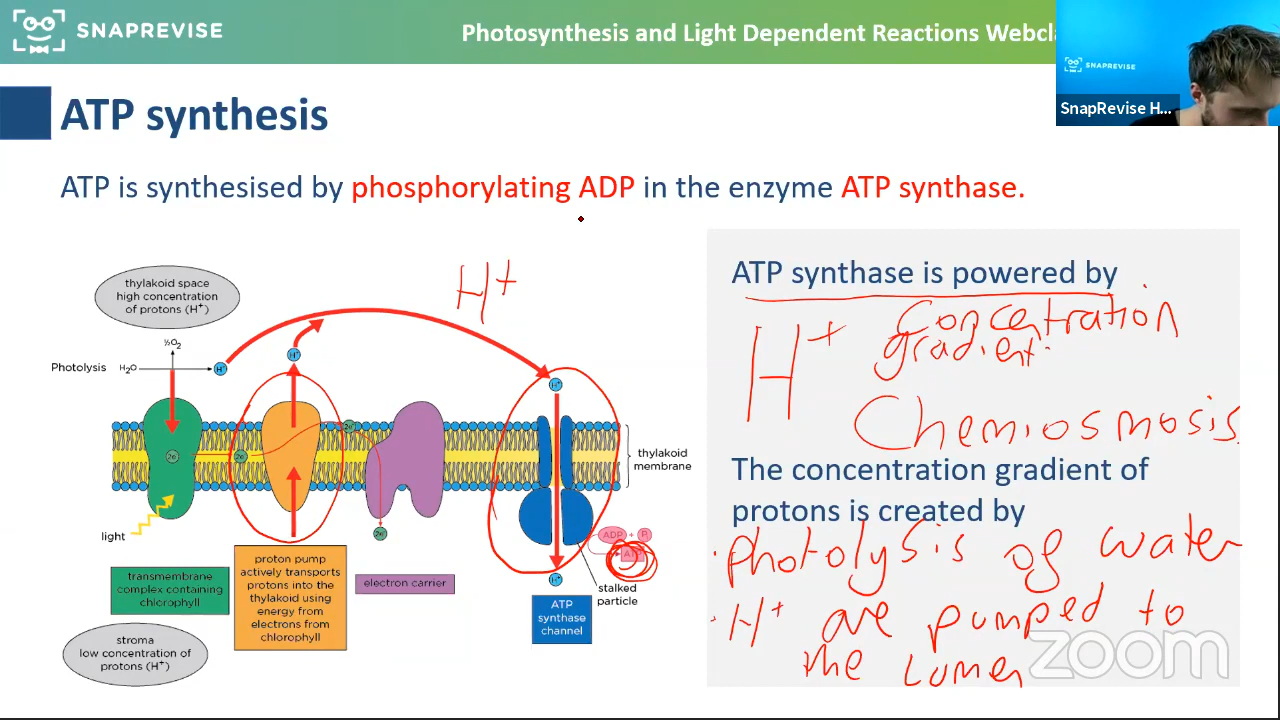 SNAPREVISE
Photosynthesis and Light Dependent Reactions Webcla
SNAPREVISE
SnapRevise H...
ATP synthesis
ATP is synthesised by phosphorylating ADP in the enzyme ATP synthase.
thylakoid space
high concentration
of protons (H+)
H+
½O2
Photolysis
H2O
H+
H+
H+
2e-
2e-
2e-
2e-
thylakoid
membrane
light
ADP + Pi
ATP
H+
stalked
particle
transmembrane
complex containing
chlorophyll
proton pump
actively transports
protons into the
thylakoid using
energy from
electrons from
chlorophyll
electron carrier
ATP
synthase
channel
stroma
low concentration of
protons (H+)
ATP synthase is powered by
H+ Concentration
gradient.
Chemiosmosis
The concentration gradient of
protons is created by
· Photolysis of water
· H+ are pumped to
the Lumen
zoom